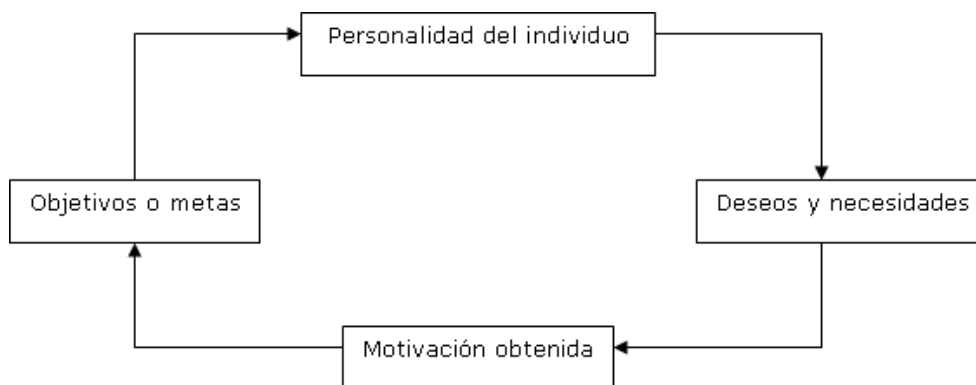 Personalidad del individuo
Objetivos o metas
Deseos y necesidades
Motivación obtenida